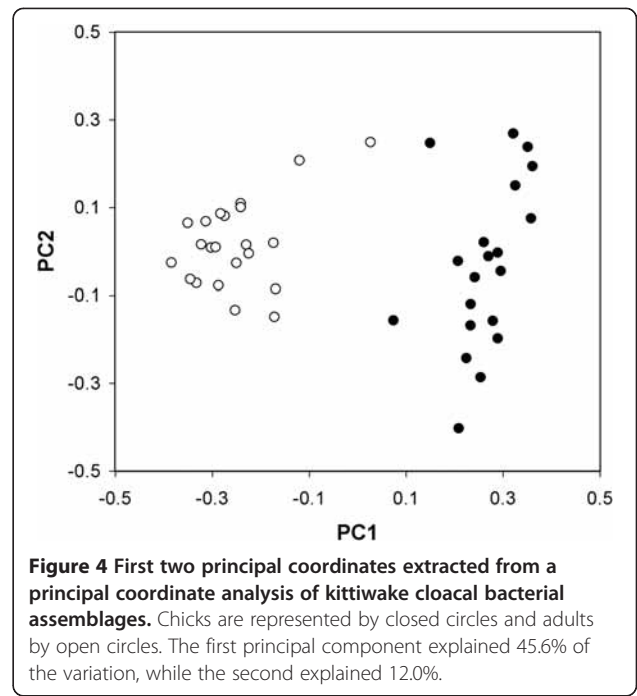 0.5
0.3
0.1
-0.1
-0.3
-0.5
PC2
-0.5 -0.3 -0.1 0.1 0.3 0.5
PC1
Figure 4 First two principal coordinates extracted from a
principal coordinate analysis of kittiwake cloacal bacterial
assemblages. Chicks are represented by closed circles and adults
by open circles. The first principal component explained 45.6% of
the variation, while the second explained 12.0%.